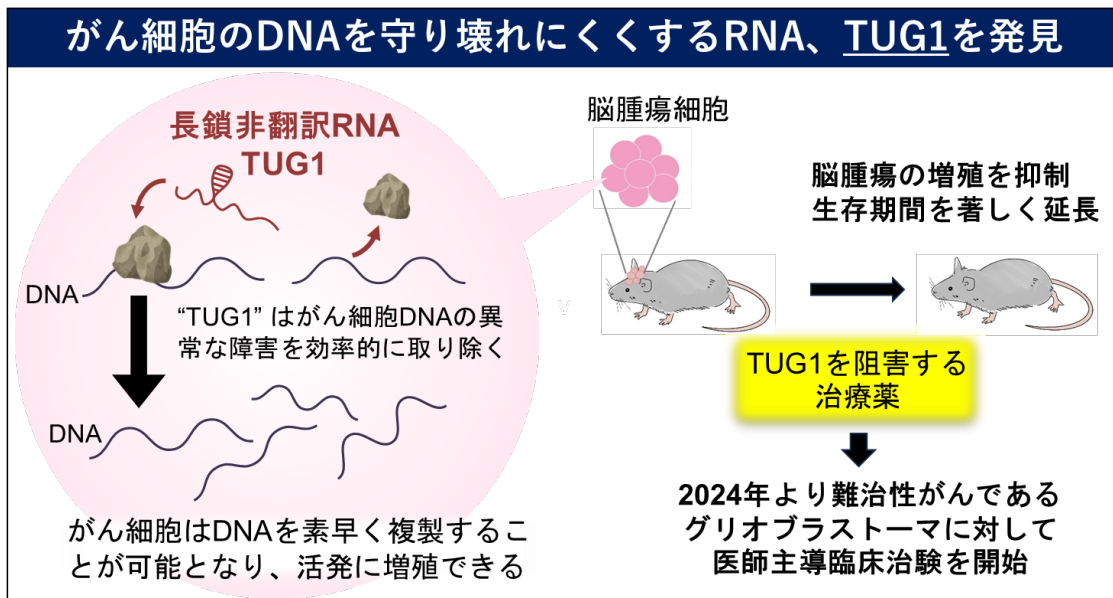 がん細胞のDNAを守り壊れにくくするRNA、TUG1を発見
長鎖非翻訳RNA
TUG1
DNA
“TUG1” はがん細胞DNAの異
常な障害を効率的に取り除く
DNA
がん細胞はDNAを素早く複製するこ
とが可能となり、活発に増殖できる
脳腫瘍細胞
脳腫瘍の増殖を抑制
生存期間を著しく延長
TUG1を阻害する
治療薬
2024年より難治性がんである
グリオブラストーマに対して
医師主導臨床治験を開始